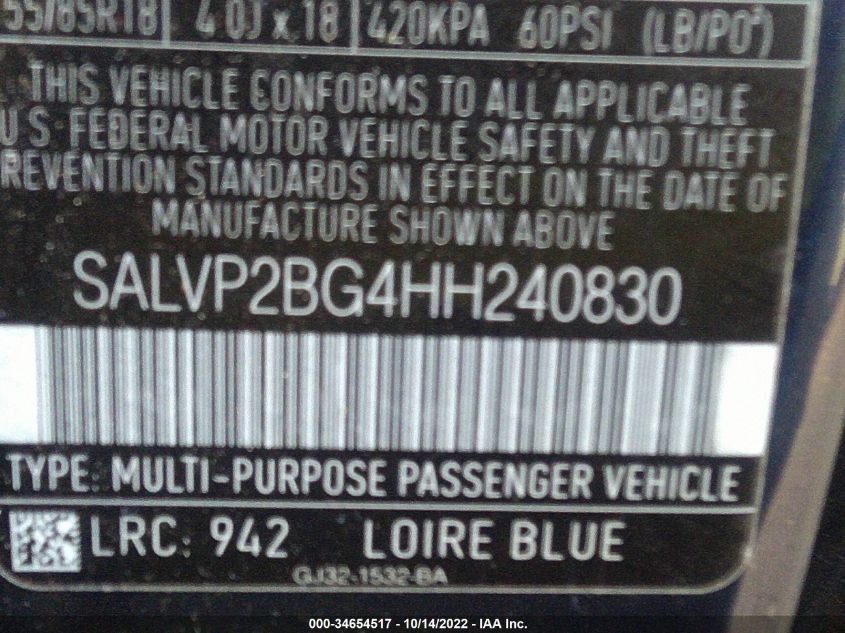 55/85R18 4.0J x 18 420KPA 60PSI (LB/PO²)
THIS VEHICLE CONFORMS TO ALL APPLICABLE
U.S. FEDERAL MOTOR VEHICLE SAFETY AND THEFT
REVENTION STANDARDS IN EFFECT ON THE DATE OF
MANUFACTURE SHOWN ABOVE
SALVP2BG4HH240830
TYPE: MULTI-PURPOSE PASSENGER VEHICLE
LRC: 942 LOIRE BLUE
GJ32-1532-BA
000-34654517 - 10/14/2022 - IAA Inc.